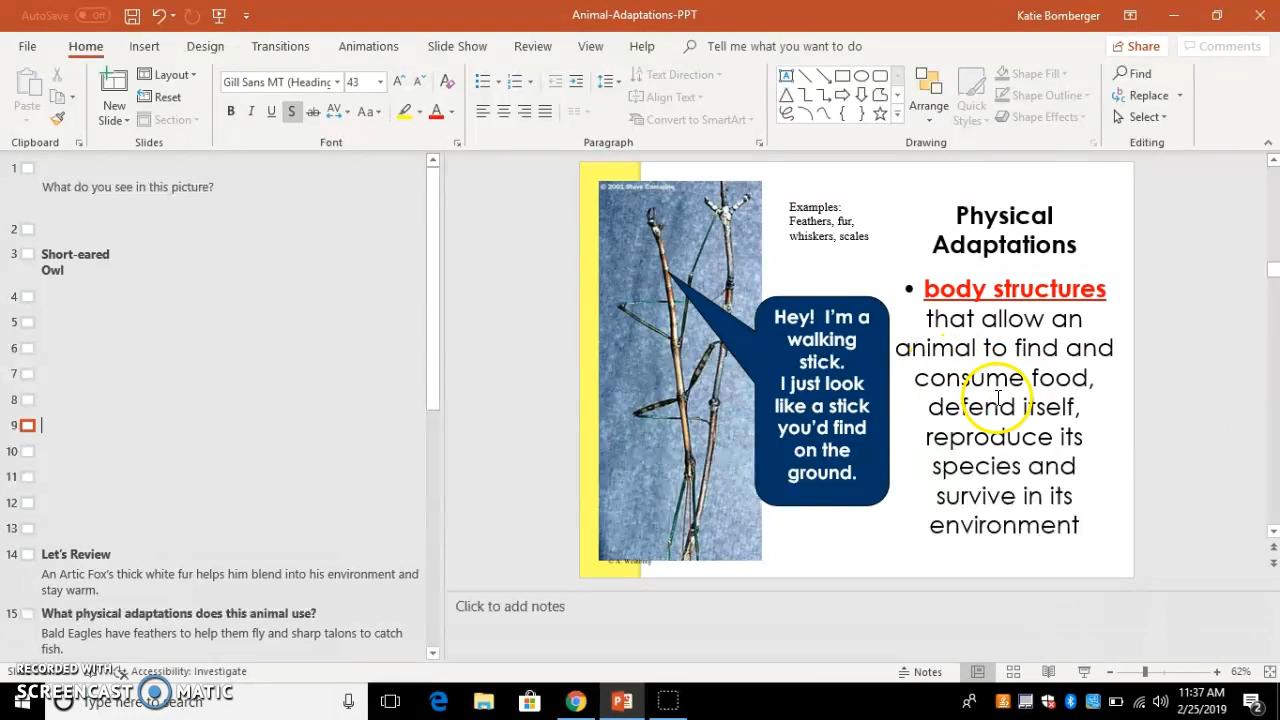 AutoSave Off
Animal-Adaptations-PPT
Katie Bomberger
File Home Insert Design Transitions Animations Slide Show Review View Help Tell me what you want to do
Share Comments
Paste
New Slide
Layout
Reset
Section
Gill Sans MT (Heading 43
Text Direction
Align Text
Convert to SmartArt
Arrange
Quick Styles
Shape Fill
Shape Outline
Shape Effects
Find
Replace
Select
Clipboard Slides Font Paragraph Drawing Editing
1
What do you see in this picture?
2
3 Short-eared
Owl
4
5
6
7
8
9
10
11
12
13
14 Let's Review
An Artic Fox's thick white fur helps him blend into his environment and
stay warm.
15 What physical adaptations does this animal use?
Bald Eagles have feathers to help them fly and sharp talons to catch
fish.
© 2001 Steve
Examples:
Feathers, fur,
whiskers, scales
Physical
Adaptations
• body structures
that allow an
animal to find and
consume food,
defend itself,
reproduce its
species and
survive in its
environment
Hey! I'm a
walking
stick.
I just look
like a stick
you'd find
on the
ground.
Click to add notes
Accessibility: Investigate
Notes
62%
RECORDED WITH
SCREENCAST MATIC
Type here to search
11:37 AM
2/25/2019
2